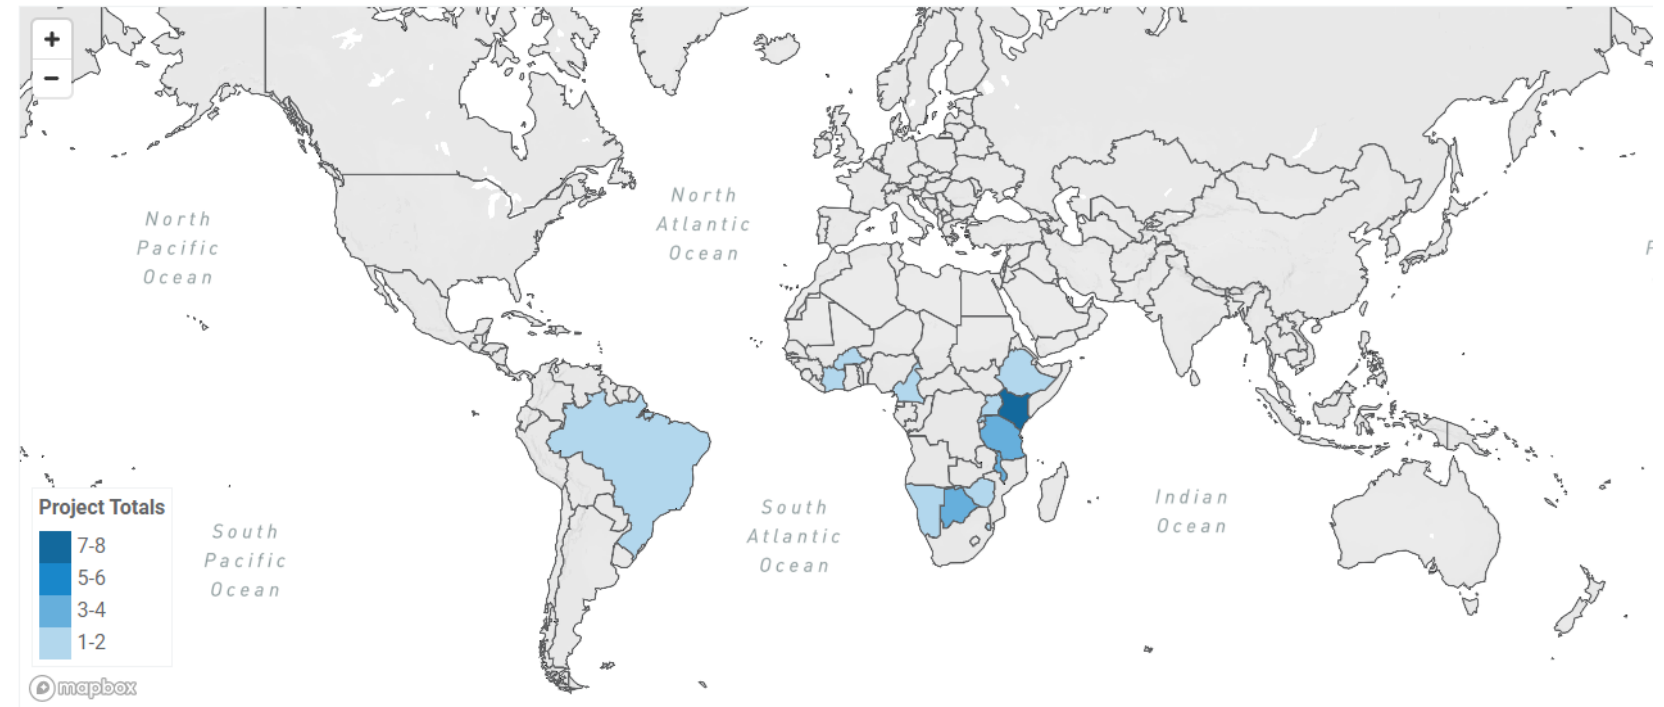 +
−
North
Pacific
Ocean
North
Atlantic
Ocean
P
South
Pacific
Ocean
South
Atlantic
Ocean
Indian
Ocean
Project Totals
7-8
5-6
3-4
1-2
mapbox